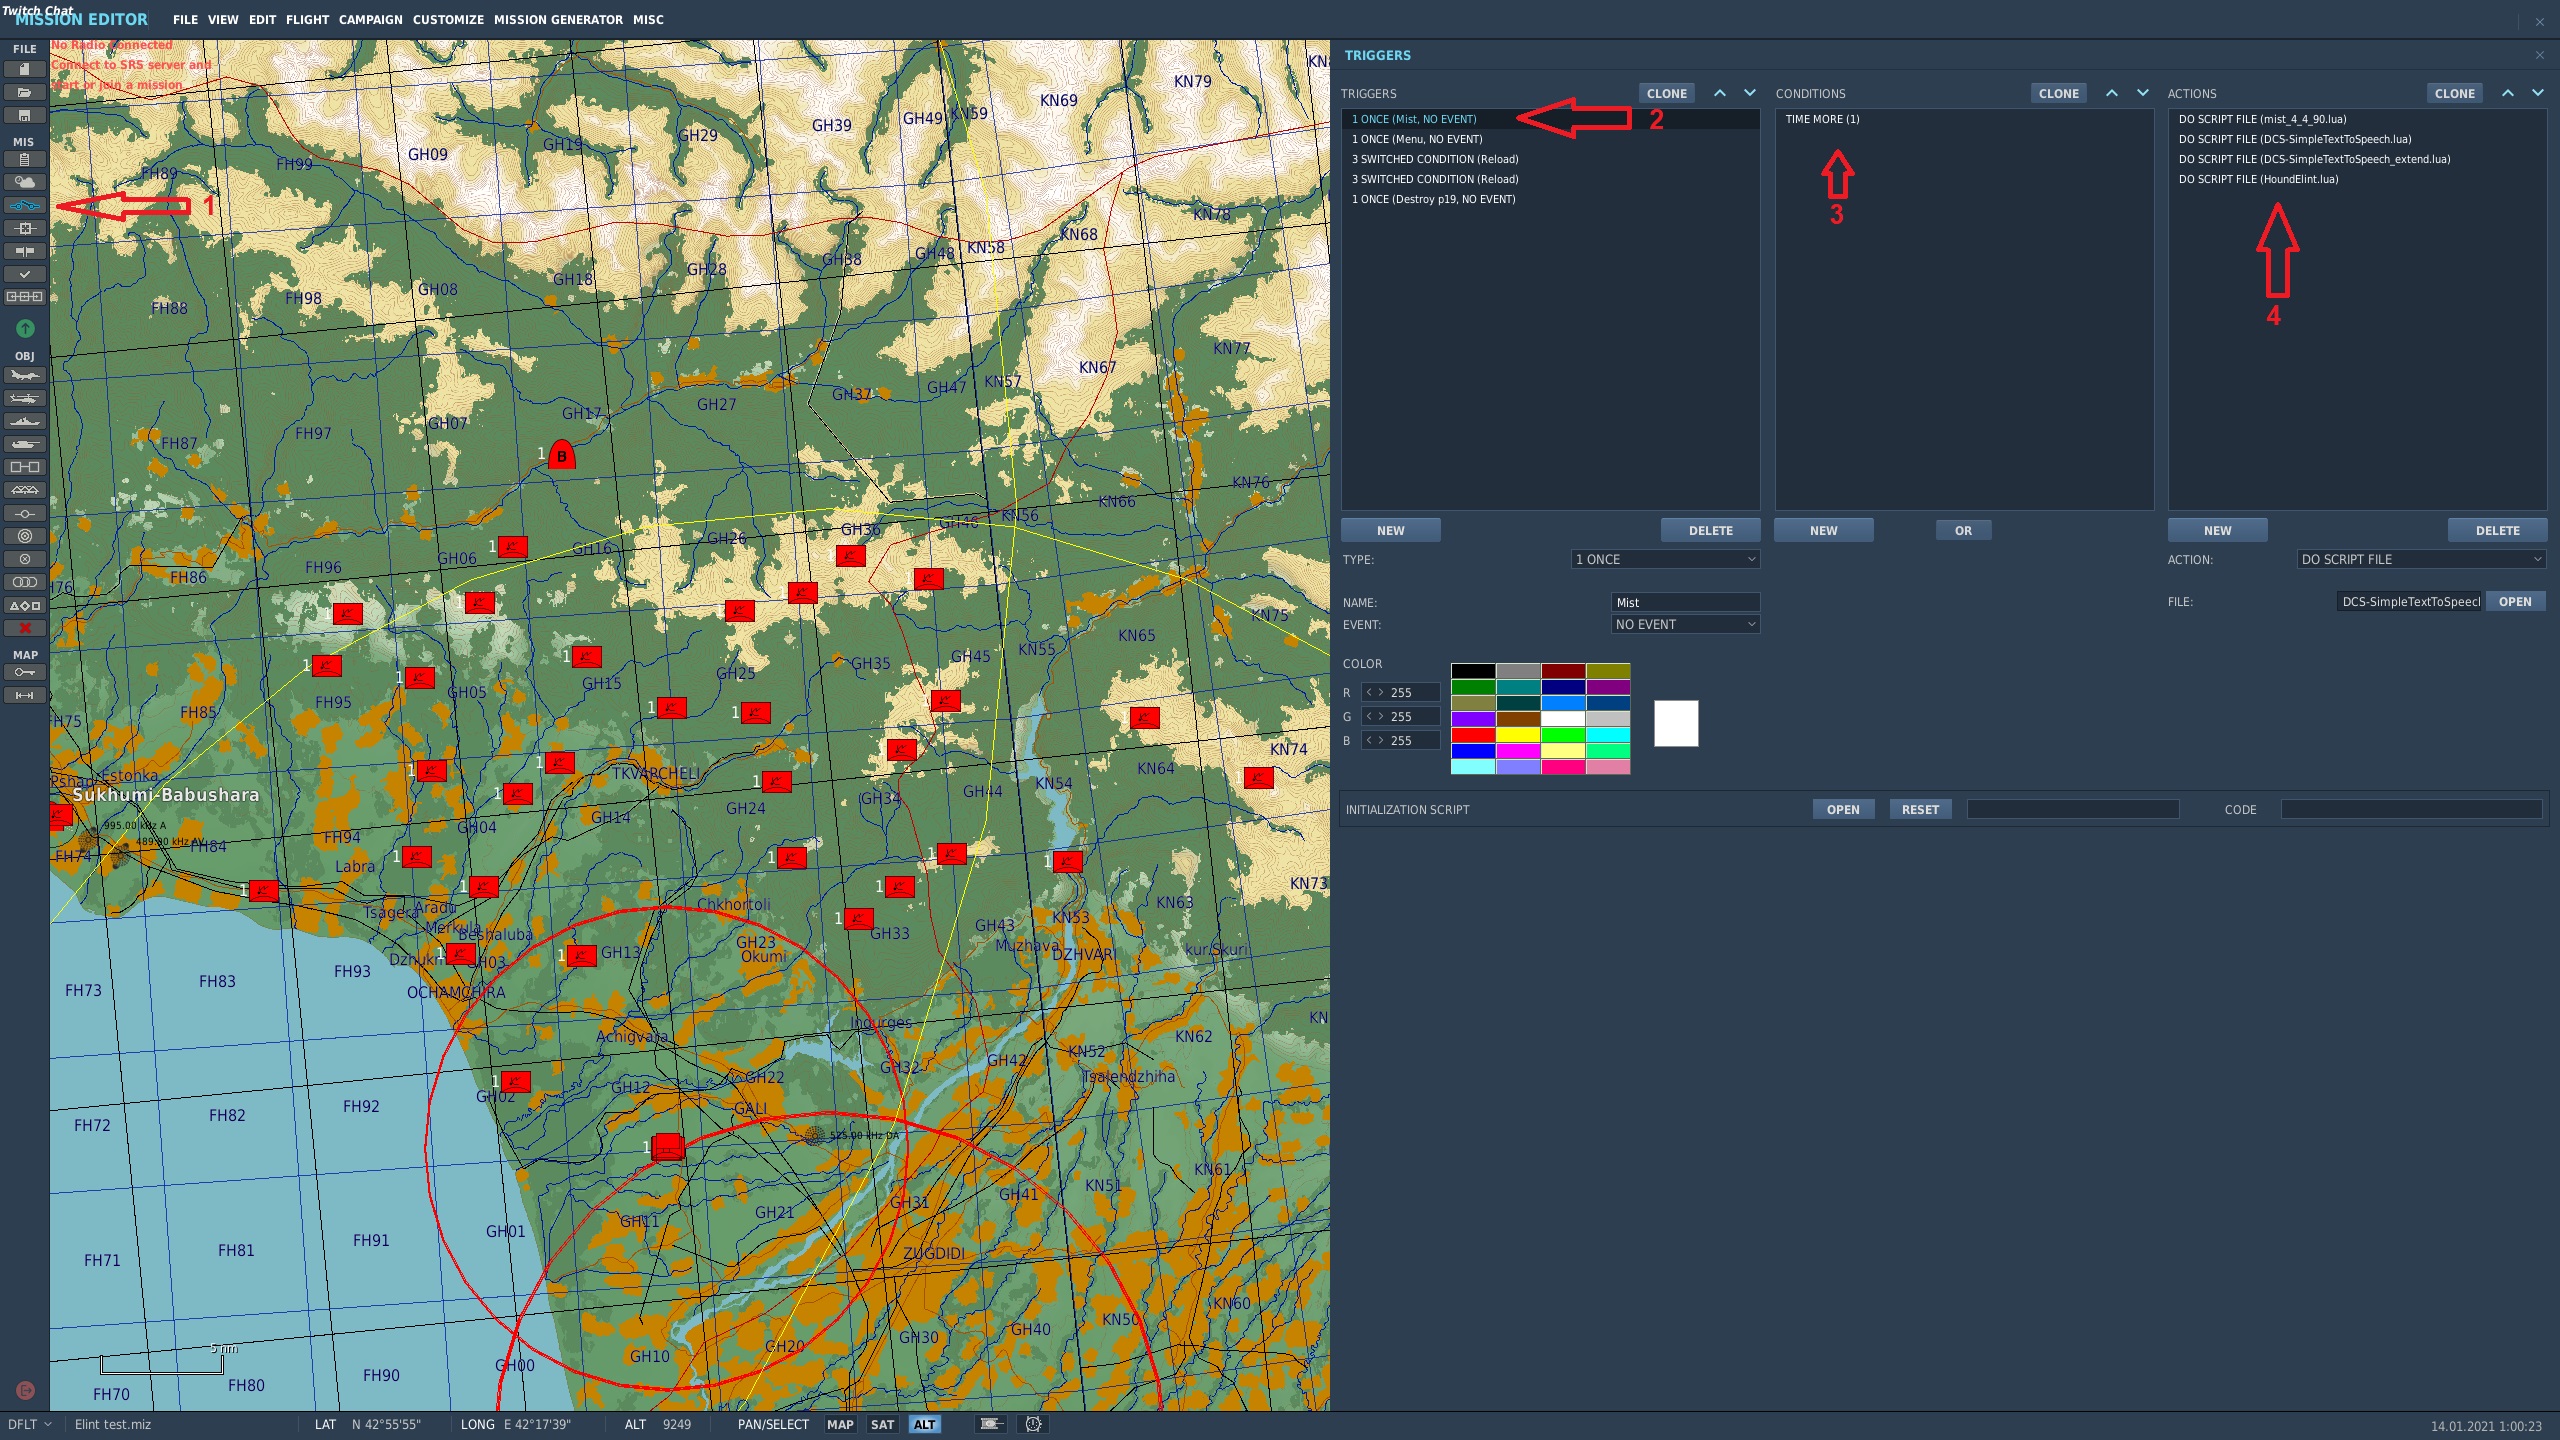 Twitch Chat
MISSION EDITOR
FILE VIEW EDIT FLIGHT CAMPAIGN CUSTOMIZE MISSION GENERATOR MISC
No Radio Connected
Connect to SRS server and
start or join a mission
FILE
MIS
OBJ
MAP
1
KN79
KN69
KN59
GH49
GH39
GH29
GH19
GH09
FH99
FH89
KN78
KN68
KN58
GH48
GH38
GH28
GH18
GH08
FH98
FH88
KN77
KN67
KN57
GH47
GH37
GH27
GH17
GH07
FH97
FH87
1 B
KN76
KN66
KN56
GH46
GH36
GH26
GH16
GH06
FH96
FH86
KN75
KN65
KN55
GH45
GH35
GH25
GH15
GH05
FH95
FH85
FH75
Estonka
Sukhumi-Babushara
995.00 kHz A
489.00 kHz AV
TKVARCHELI
KN74
KN64
KN54
GH44
GH34
GH24
GH14
GH04
FH94
FH84
FH74
Labra
Tsagera
Aradu
Merkula
Beshaluba
OCHAMCHIRA
Chkhortoli
Okumi
KN73
KN63
KN53
GH43
GH33
GH23
GH13
GH03
FH93
FH83
FH73
Muzhava
DZHVARI
kur.Skuri
Ingurges
Achigvara
KN62
KN52
GH42
GH32
GH22
GH12
GH02
FH92
FH82
FH72
Tsalendzhiha
GALI
525.00 kHz DA
KN61
KN51
GH41
GH31
GH21
GH11
GH01
FH91
FH81
FH71
ZUGDIDI
KN60
KN50
GH40
GH30
GH20
GH10
GH00
FH90
FH80
FH70
5 nm
TRIGGERS
TRIGGERS CLONE
1 ONCE (Mist, NO EVENT)
1 ONCE (Menu, NO EVENT)
3 SWITCHED CONDITION (Reload)
3 SWITCHED CONDITION (Reload)
1 ONCE (Destroy p19, NO EVENT)
2
NEW DELETE
TYPE: 1 ONCE
NAME: Mist
EVENT: NO EVENT
COLOR
R < > 255
G < > 255
B < > 255
CONDITIONS CLONE
TIME MORE (1)
3
NEW OR
ACTIONS CLONE
DO SCRIPT FILE (mist_4_4_90.lua)
DO SCRIPT FILE (DCS-SimpleTextToSpeech.lua)
DO SCRIPT FILE (DCS-SimpleTextToSpeech_extend.lua)
DO SCRIPT FILE (HoundElint.lua)
4
NEW DELETE
ACTION: DO SCRIPT FILE
FILE: DCS-SimpleTextToSpeecl OPEN
INITIALIZATION SCRIPT OPEN RESET CODE
DFLT Elint test.miz LAT N 42°55'55" LONG E 42°17'39" ALT 9249 PAN/SELECT MAP SAT ALT 14.01.2021 1:00:23